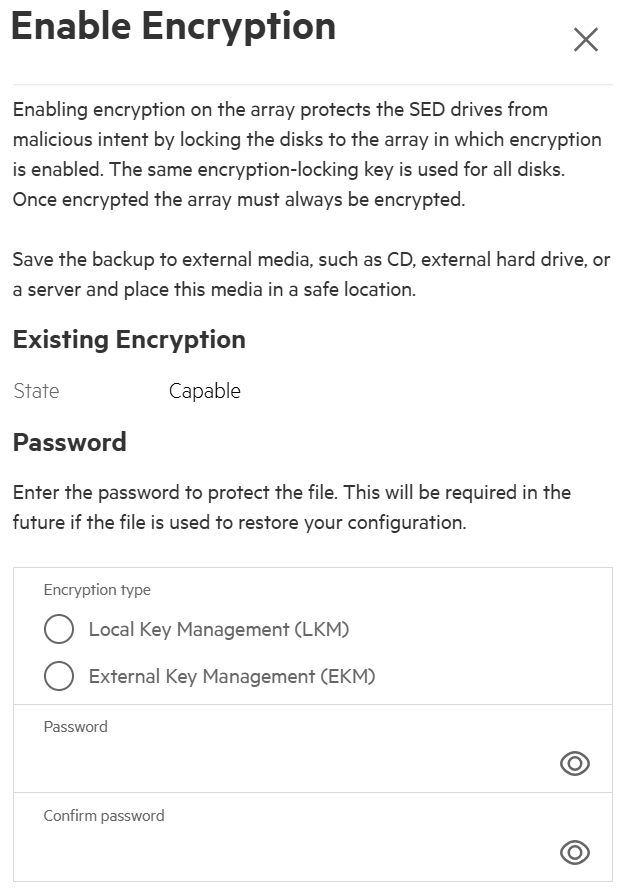 Enable Encryption
Enabling encryption on the array protects the SED drives from
malicious intent by locking the disks to the array in which encryption
is enabled. The same encryption-locking key is used for all disks.
Once encrypted the array must always be encrypted.
Save the backup to external media, such as CD, external hard drive, or
a server and place this media in a safe location.
Existing Encryption
State Capable
Password
Enter the password to protect the file. This will be required in the
future if the file is used to restore your configuration.
Encryption type
Local Key Management (LKM)
External Key Management (EKM)
Password
Confirm password